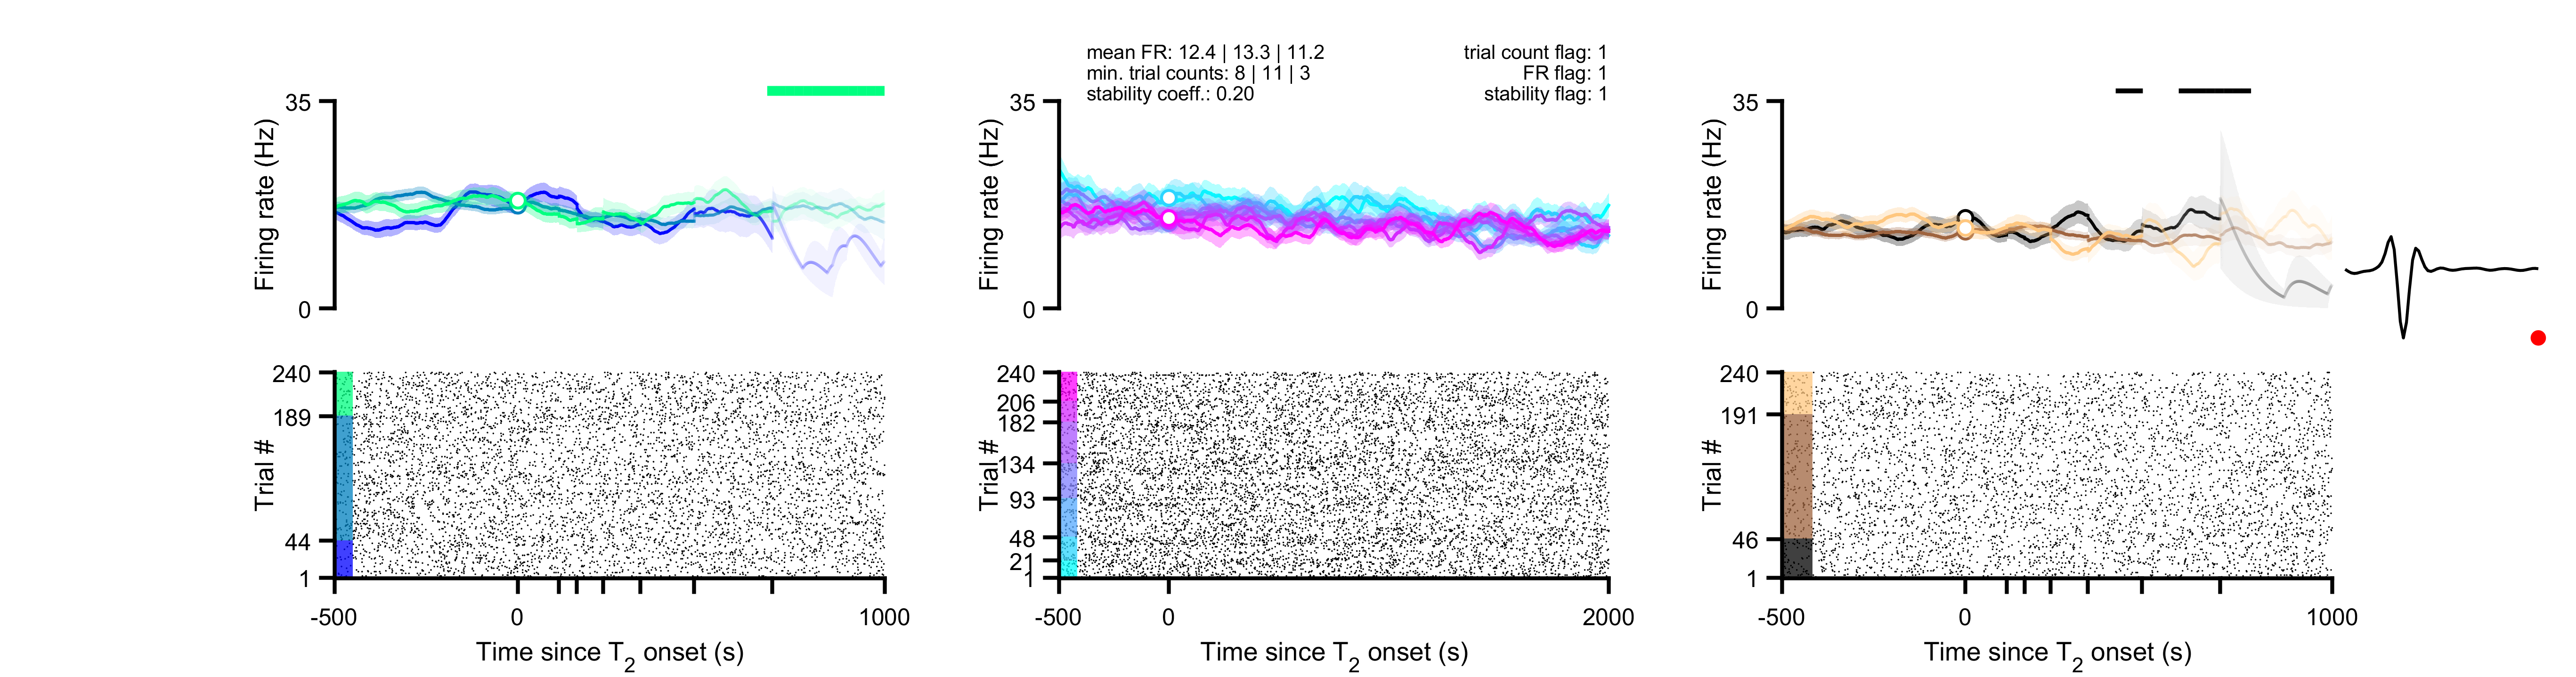 mean FR: 12.4 | 13.3 | 11.2
min. trial counts: 8 | 11 | 3
stability coeff.: 0.20
trial count flag: 1
FR flag: 1
stability flag: 1
35
0
Firing rate (Hz)
35
0
Firing rate (Hz)
35
0
Firing rate (Hz)
240
189
44
1
Trial #
-500
0
1000
Time since T2 onset (s)
240
206
182
134
93
48
21
1
Trial #
-500
0
2000
Time since T2 onset (s)
240
191
46
1
Trial #
-500
0
1000
Time since T2 onset (s)